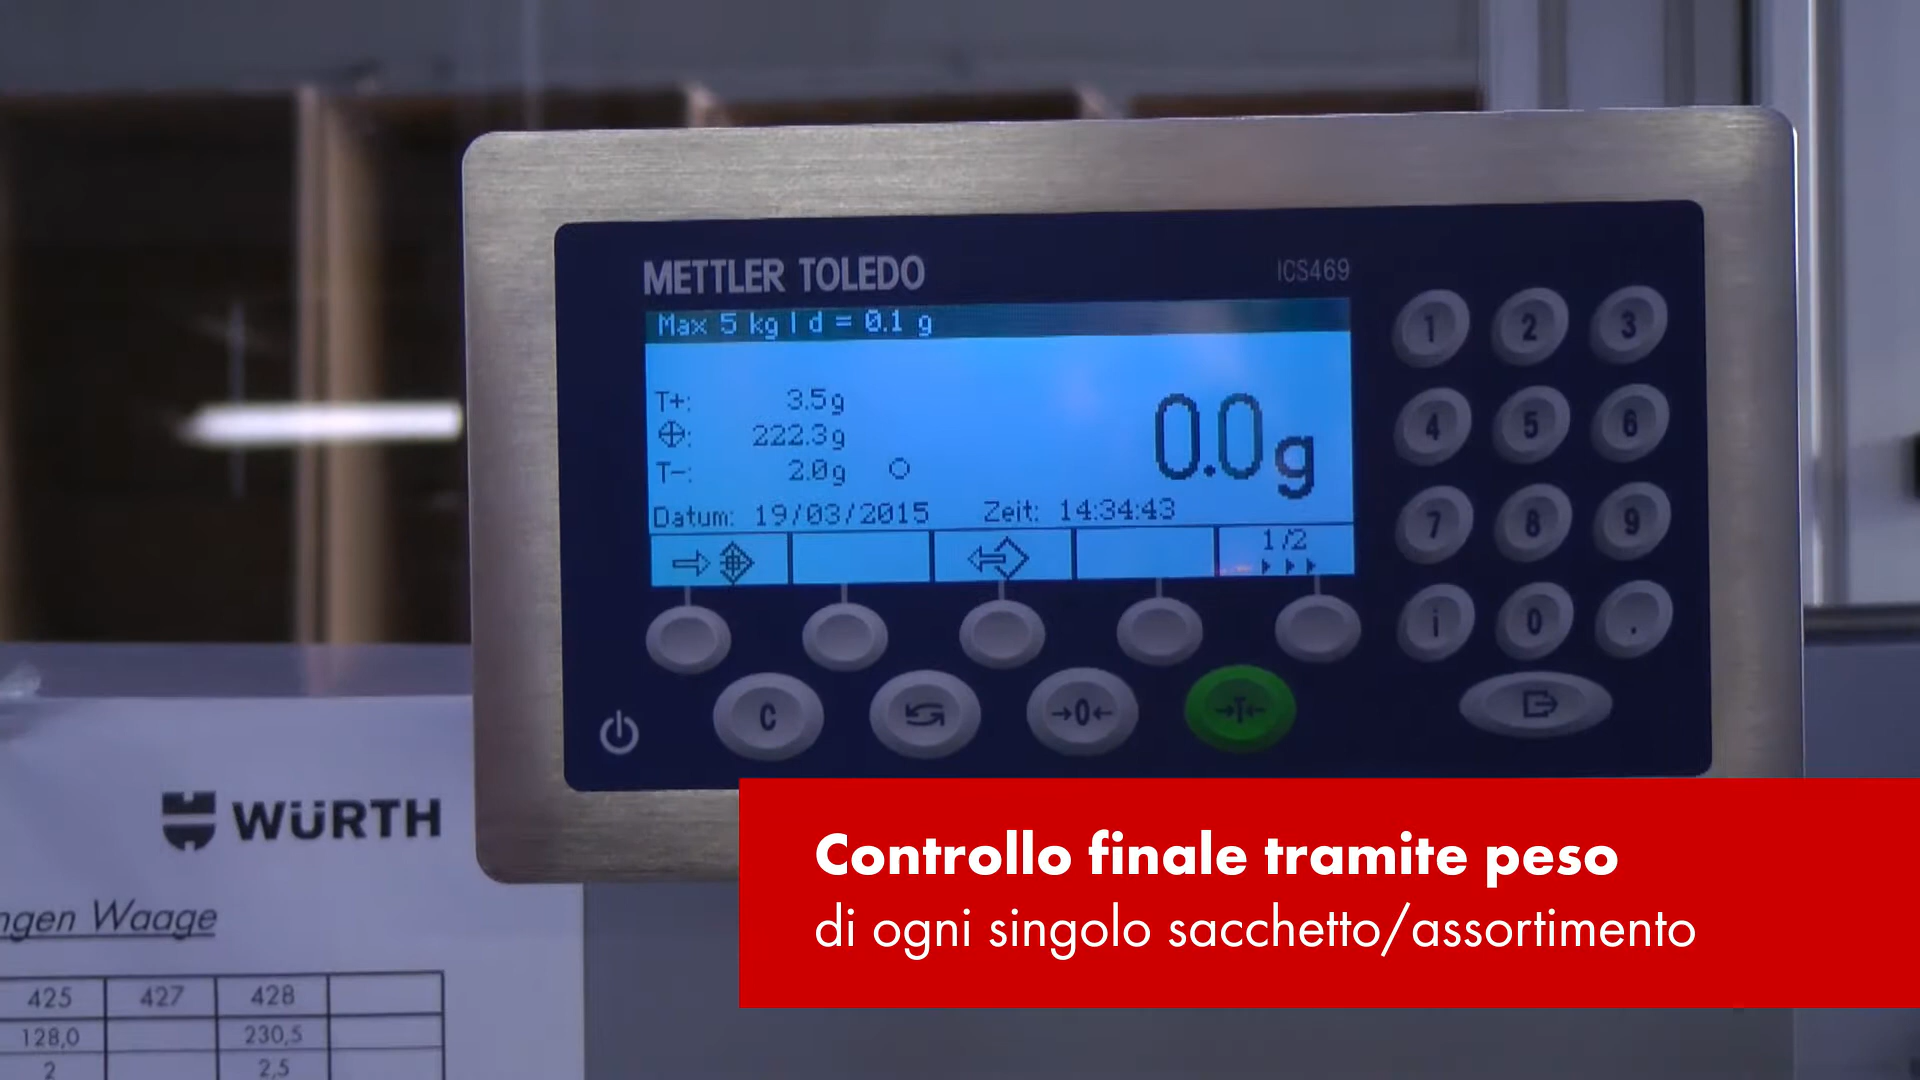 METTLER TOLEDO
ICS469
Max 5 kg | d = 0.1 g
T+: 3.5g
222.3g
T-: 2.0g
0.0g
Datum: 19/03/2015 Zeit: 14:34:43
1/2
1 2 3
4 5 6
7 8 9
i 0 .
C
→0←
→T←
WÜRTH
ngen Waage
425 427 428
128,0 230,5
2 2,5
Controllo finale tramite peso
di ogni singolo sacchetto/assortimento